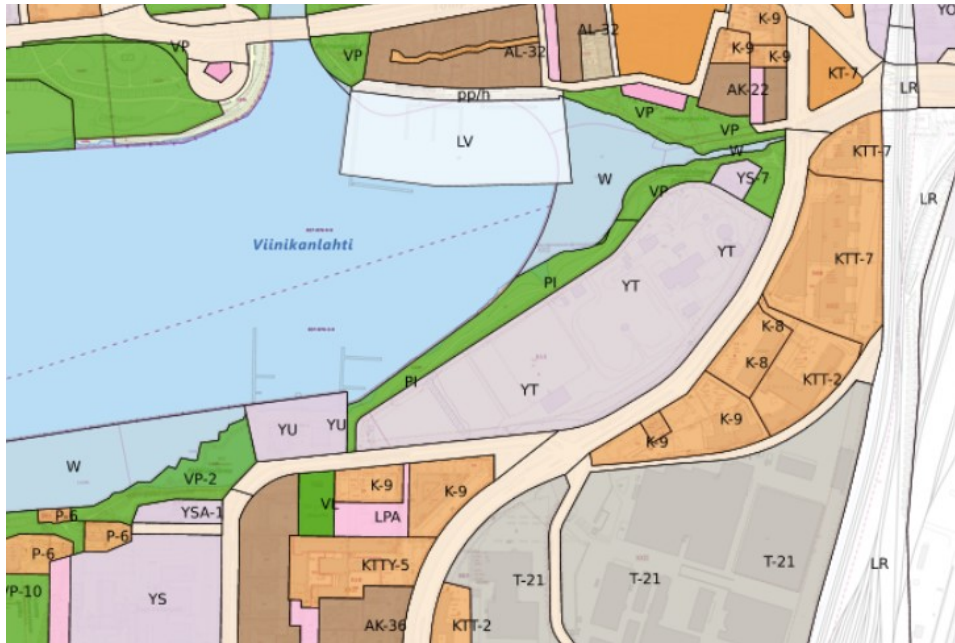 K-9
YO
VP
AL-32
AL-32
VP
K-9
K-9
KT-7
LR
AK-22
pp/h
VP
VP
LV
W
KTT-7
W
YS-7
VP
LR
Viinikanlahti
YT
KTT-7
YT
PI
K-8
K-8
KTT-2
PI
YT
K-9
YU
YU
K-9
W
VP-2
K-9
K-9
VL
YSA-1
P-6
LPA
P-6
P-6
KTTY-5
LR
T-21
T-21
T-21
VP-10
YS
AK-36
KTT-2